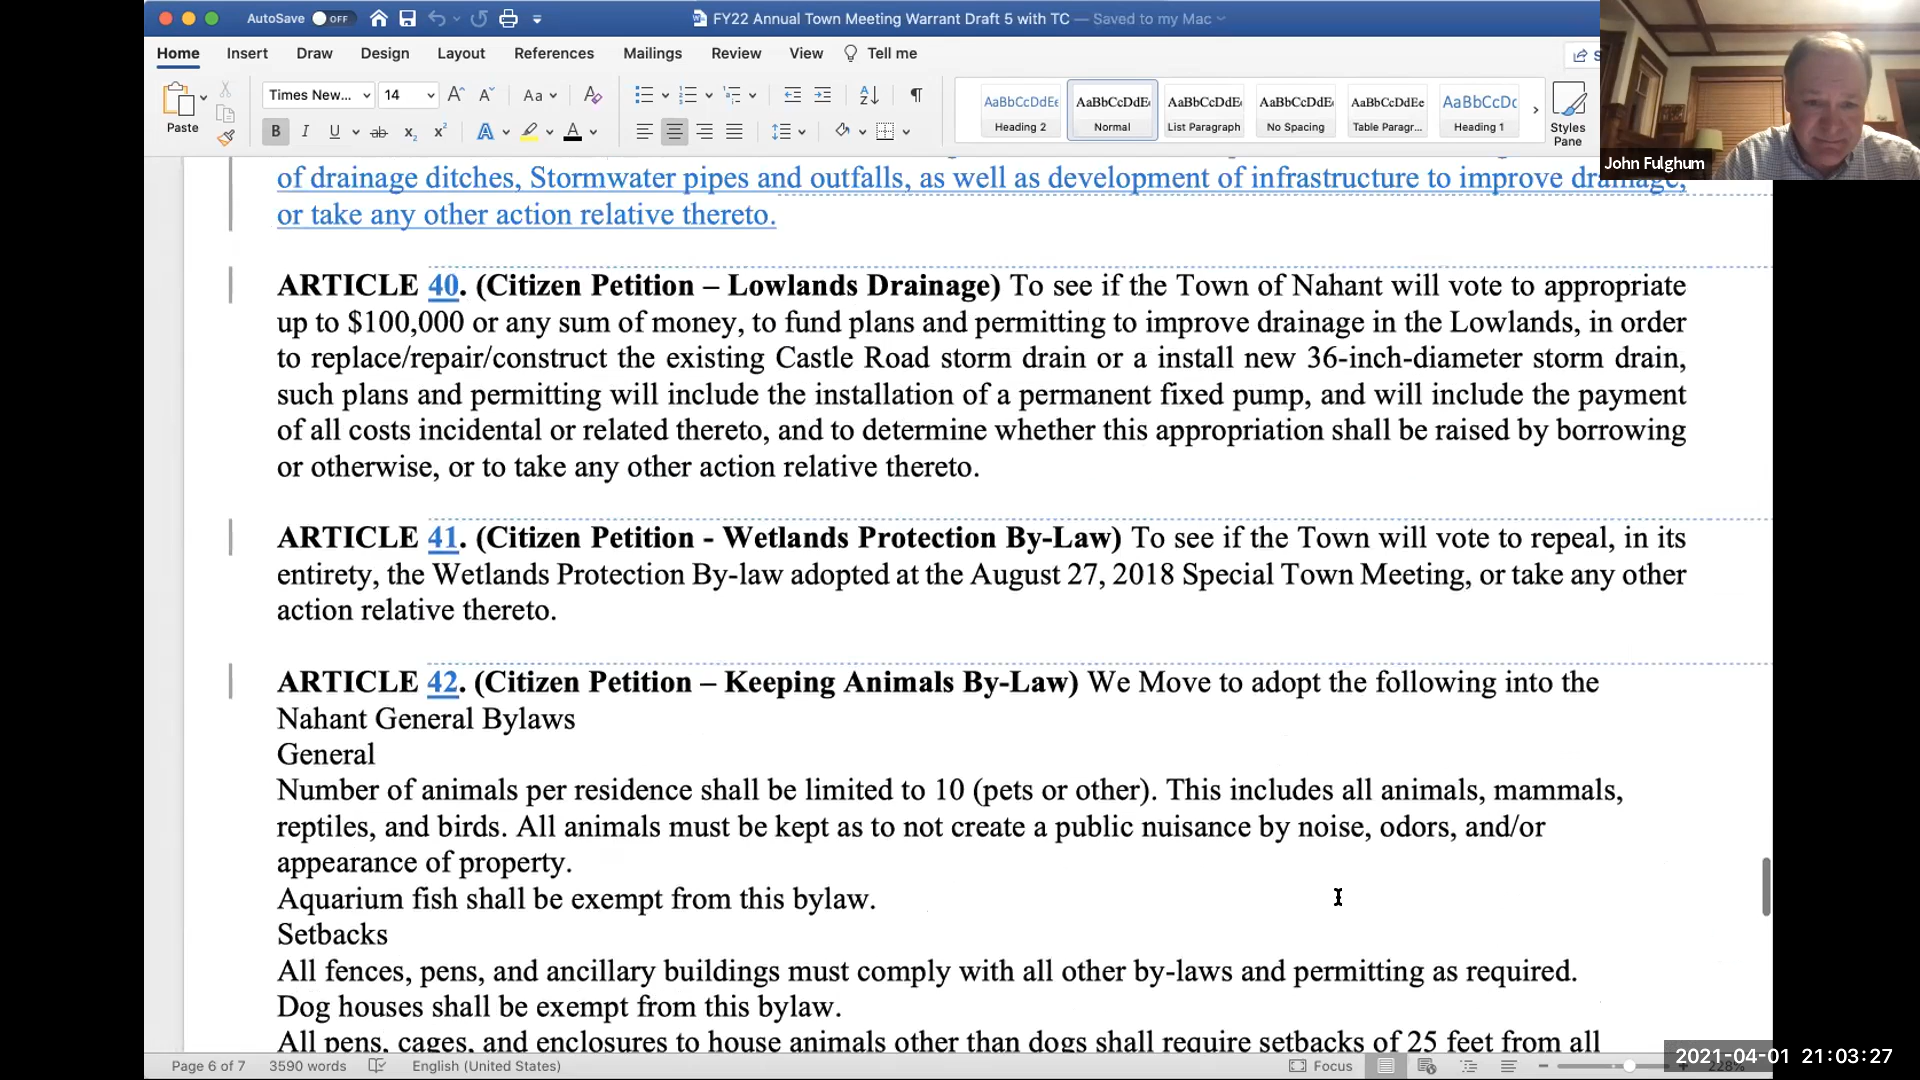 AutoSave OFF FY22 Annual Town Meeting Warrant Draft 5 with TC — Saved to my Mac
Home Insert Draw Design Layout References Mailings Review View Tell me
Paste Times New... 14 Aa AaBbCcDdEe AaBbCcDdE AaBbCcDdE AaBbCcDdE AaBbCcDdEe AaBbCcDc
B I U ab x₂ x² A A Heading 2 Normal List Paragraph No Spacing Table Paragr... Heading 1 Styles Pane
John Fulghum
of drainage ditches, Stormwater pipes and outfalls, as well as development of infrastructure to improve drainage,
or take any other action relative thereto.
ARTICLE 40. (Citizen Petition – Lowlands Drainage) To see if the Town of Nahant will vote to appropriate
up to $100,000 or any sum of money, to fund plans and permitting to improve drainage in the Lowlands, in order
to replace/repair/construct the existing Castle Road storm drain or a install new 36-inch-diameter storm drain,
such plans and permitting will include the installation of a permanent fixed pump, and will include the payment
of all costs incidental or related thereto, and to determine whether this appropriation shall be raised by borrowing
or otherwise, or to take any other action relative thereto.
ARTICLE 41. (Citizen Petition - Wetlands Protection By-Law) To see if the Town will vote to repeal, in its
entirety, the Wetlands Protection By-law adopted at the August 27, 2018 Special Town Meeting, or take any other
action relative thereto.
ARTICLE 42. (Citizen Petition – Keeping Animals By-Law) We Move to adopt the following into the
Nahant General Bylaws
General
Number of animals per residence shall be limited to 10 (pets or other). This includes all animals, mammals,
reptiles, and birds. All animals must be kept as to not create a public nuisance by noise, odors, and/or
appearance of property.
Aquarium fish shall be exempt from this bylaw.
Setbacks
All fences, pens, and ancillary buildings must comply with all other by-laws and permitting as required.
Dog houses shall be exempt from this bylaw.
All pens, cages, and enclosures to house animals other than dogs shall require setbacks of 25 feet from all
Page 6 of 7 3590 words English (United States) Focus 228%
2021-04-01 21:03:27